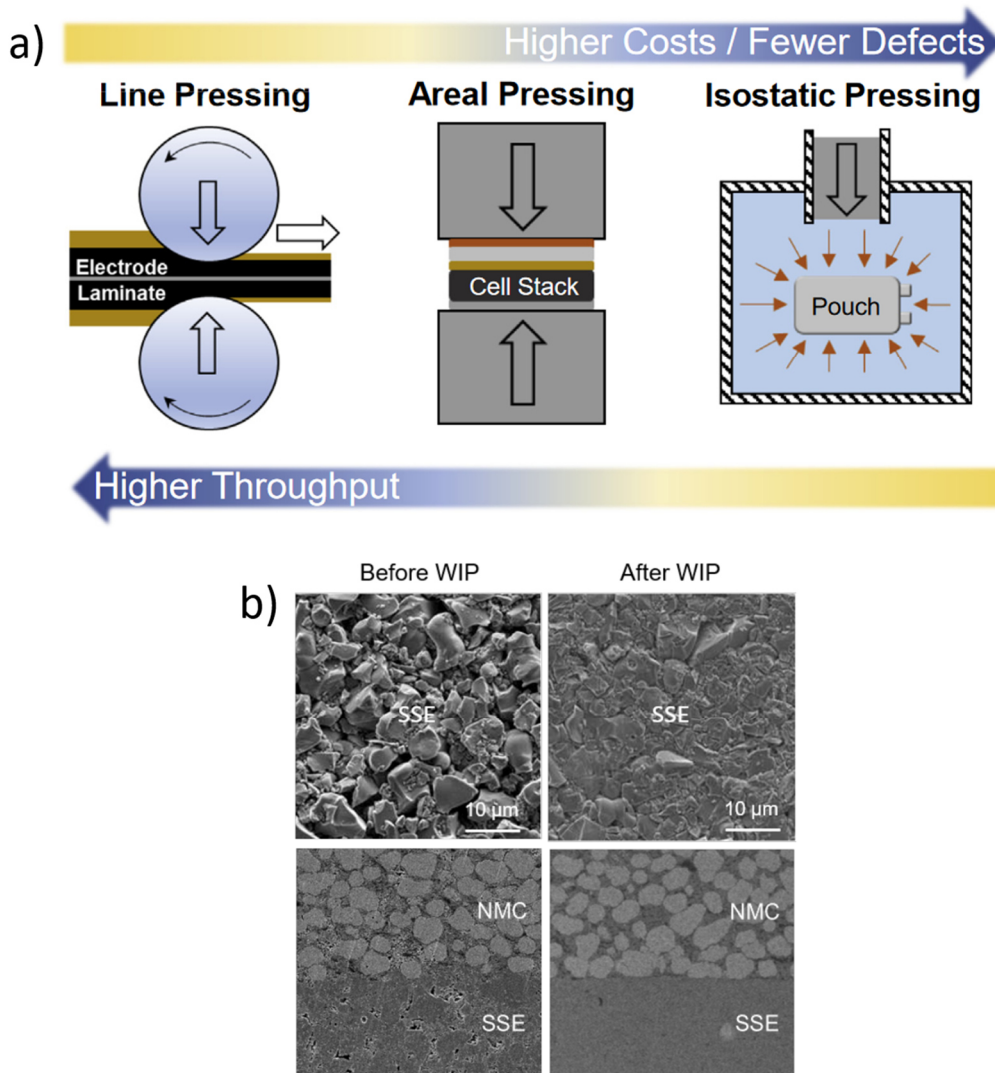 a)
Higher Costs / Fewer Defects
Line Pressing
Areal Pressing
Isostatic Pressing
Electrode
Laminate
Cell Stack
Pouch
Higher Throughput
b)
Before WIP
After WIP
SSE
SSE
10 μm
10 μm
NMC
NMC
SSE
SSE